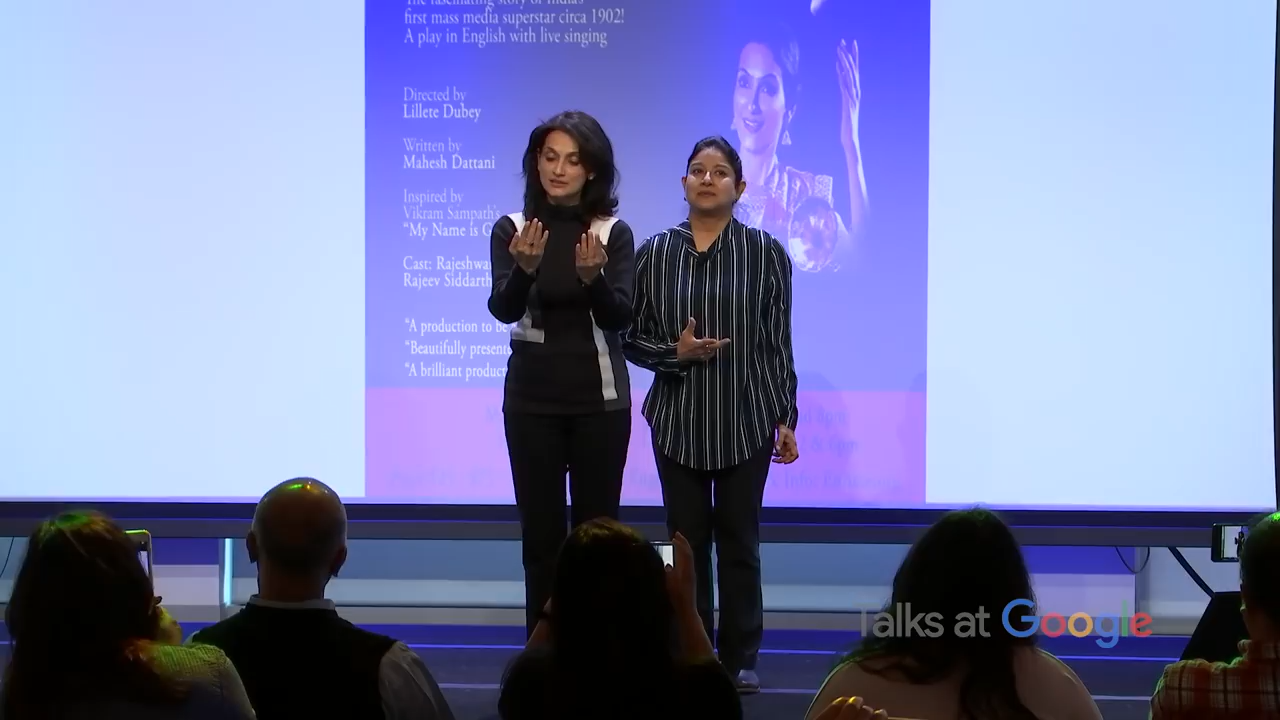 The fascinating story of India's
first mass media superstar circa 1902!
A play in English with live singing
Directed by
Lillete Dubey
Written by
Mahesh Dattani
Inspired by
Vikram Sampath's
“My Name is G
Cast: Rajeshwa
Rajeev Siddarth
“A production to be
“Beautifully present
“A brilliant produc
Talks at Google